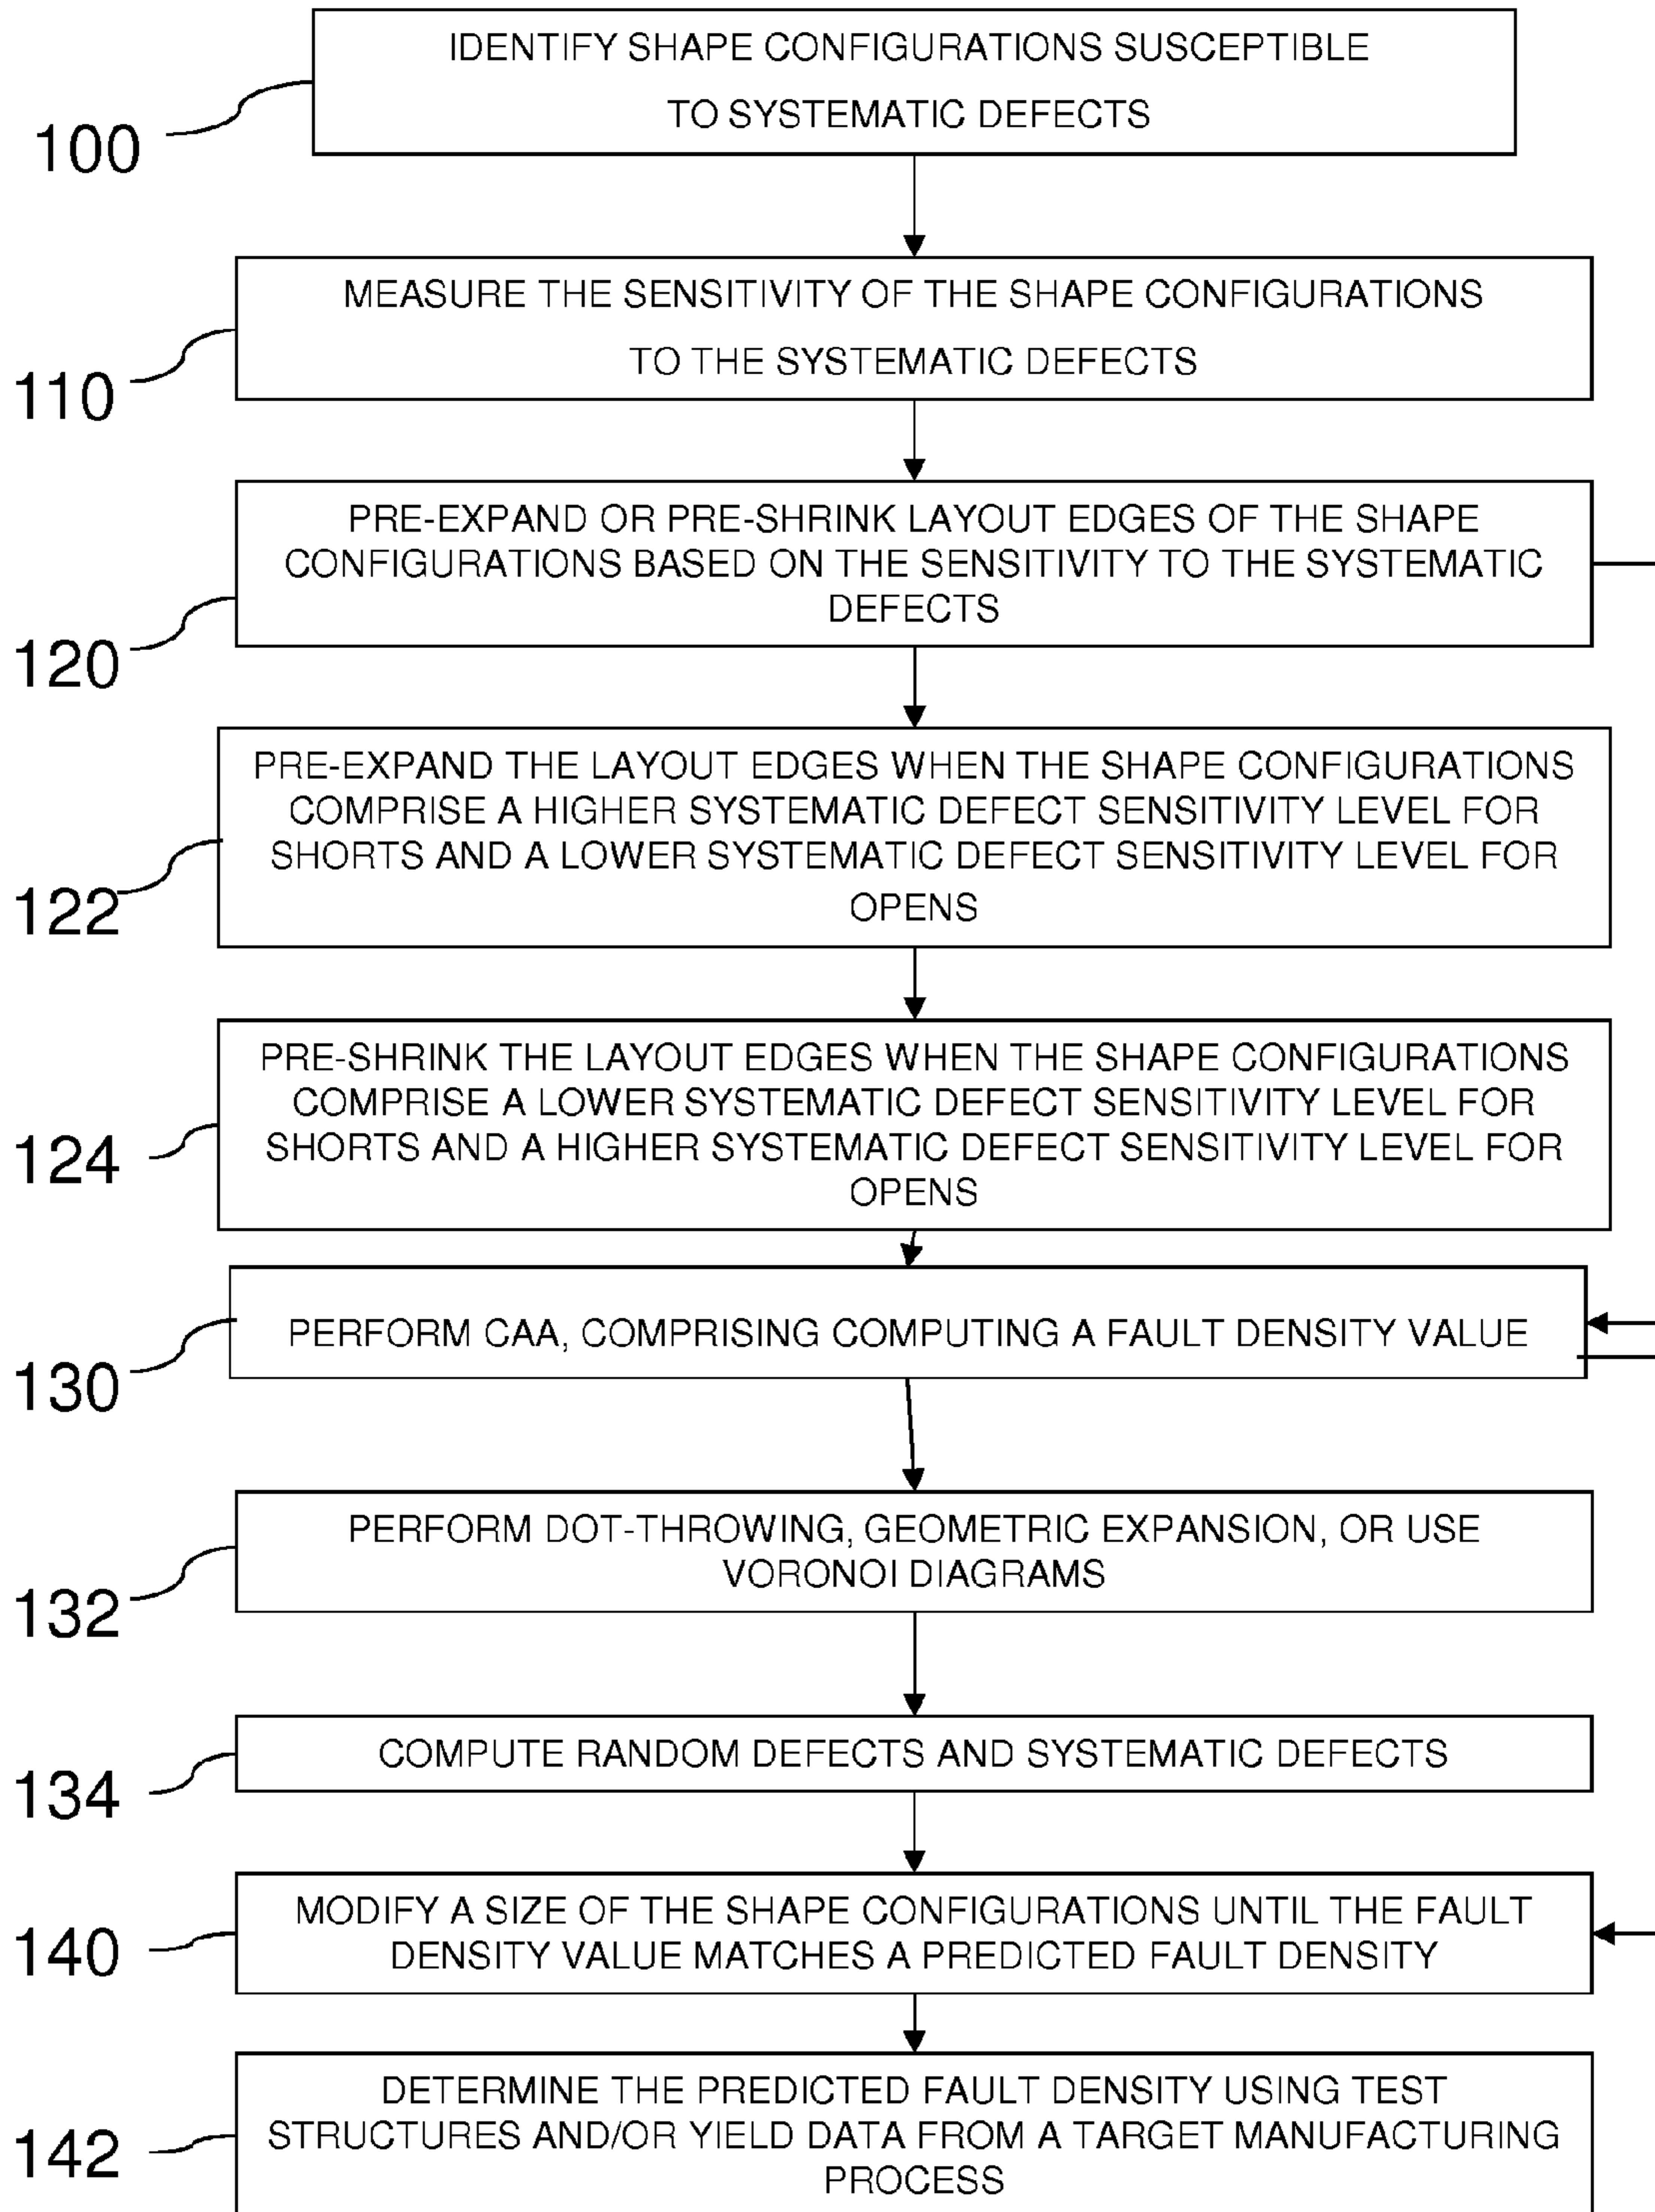 IDENTIFY SHAPE CONFIGURATIONS SUSCEPTIBLE
TO SYSTEMATIC DEFECTS
100
MEASURE THE SENSITIVITY OF THE SHAPE CONFIGURATIONS
TO THE SYSTEMATIC DEFECTS
110
PRE-EXPAND OR PRE-SHRINK LAYOUT EDGES OF THE SHAPE
CONFIGURATIONS BASED ON THE SENSITIVITY TO THE SYSTEMATIC
DEFECTS
120
PRE-EXPAND THE LAYOUT EDGES WHEN THE SHAPE CONFIGURATIONS
COMPRISE A HIGHER SYSTEMATIC DEFECT SENSITIVITY LEVEL FOR
SHORTS AND A LOWER SYSTEMATIC DEFECT SENSITIVITY LEVEL FOR
OPENS
122
PRE-SHRINK THE LAYOUT EDGES WHEN THE SHAPE CONFIGURATIONS
COMPRISE A LOWER SYSTEMATIC DEFECT SENSITIVITY LEVEL FOR
SHORTS AND A HIGHER SYSTEMATIC DEFECT SENSITIVITY LEVEL FOR
OPENS
124
PERFORM CAA, COMPRISING COMPUTING A FAULT DENSITY VALUE
130
PERFORM DOT-THROWING, GEOMETRIC EXPANSION, OR USE
VORONOI DIAGRAMS
132
COMPUTE RANDOM DEFECTS AND SYSTEMATIC DEFECTS
134
MODIFY A SIZE OF THE SHAPE CONFIGURATIONS UNTIL THE FAULT
DENSITY VALUE MATCHES A PREDICTED FAULT DENSITY
140
DETERMINE THE PREDICTED FAULT DENSITY USING TEST
STRUCTURES AND/OR YIELD DATA FROM A TARGET MANUFACTURING
PROCESS
142